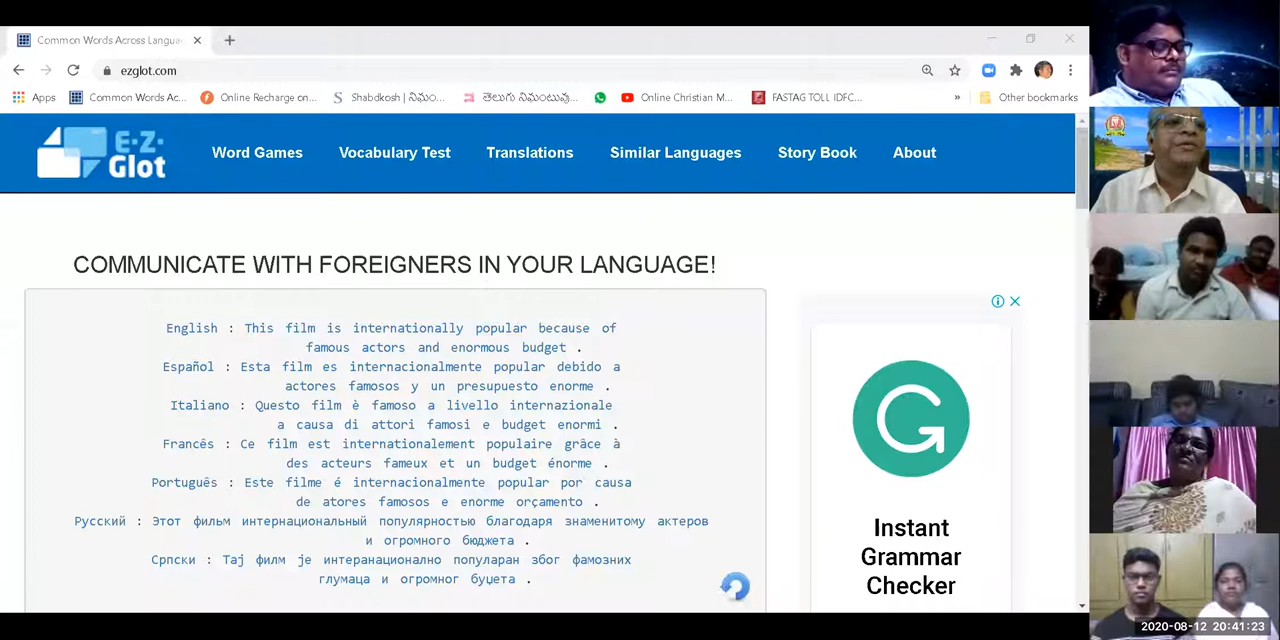 Common Words Across Langua
ezglot.com
Apps
Common Words Ac...
Online Recharge on...
Shabdkosh | నిఘం...
తెలుగు నిఘంటువు...
Online Christian M...
FASTAG TOLL IDFC...
»
Other bookmarks
E·Z·
Glot
Word Games
Vocabulary Test
Translations
Similar Languages
Story Book
About
COMMUNICATE WITH FOREIGNERS IN YOUR LANGUAGE!
English : This film is internationally popular because of
famous actors and enormous budget .
Español : Esta film es internacionalmente popular debido a
actores famosos y un presupuesto enorme .
Italiano : Questo film è famoso a livello internazionale
a causa di attori famosi e budget enormi .
Francês : Ce film est internationalement populaire grâce à
des acteurs fameux et un budget énorme .
Português : Este filme é internacionalmente popular por causa
de atores famosos e enorme orçamento .
Русский : Этот фильм интернациональный популярностью благодаря знаменитому актеров
и огромного бюджета .
Српски : Тај филм је интеранационално популаран због фамозних
глумаца и огромног буџета .
Instant
Grammar
Checker
2020-08-12 20:41:23